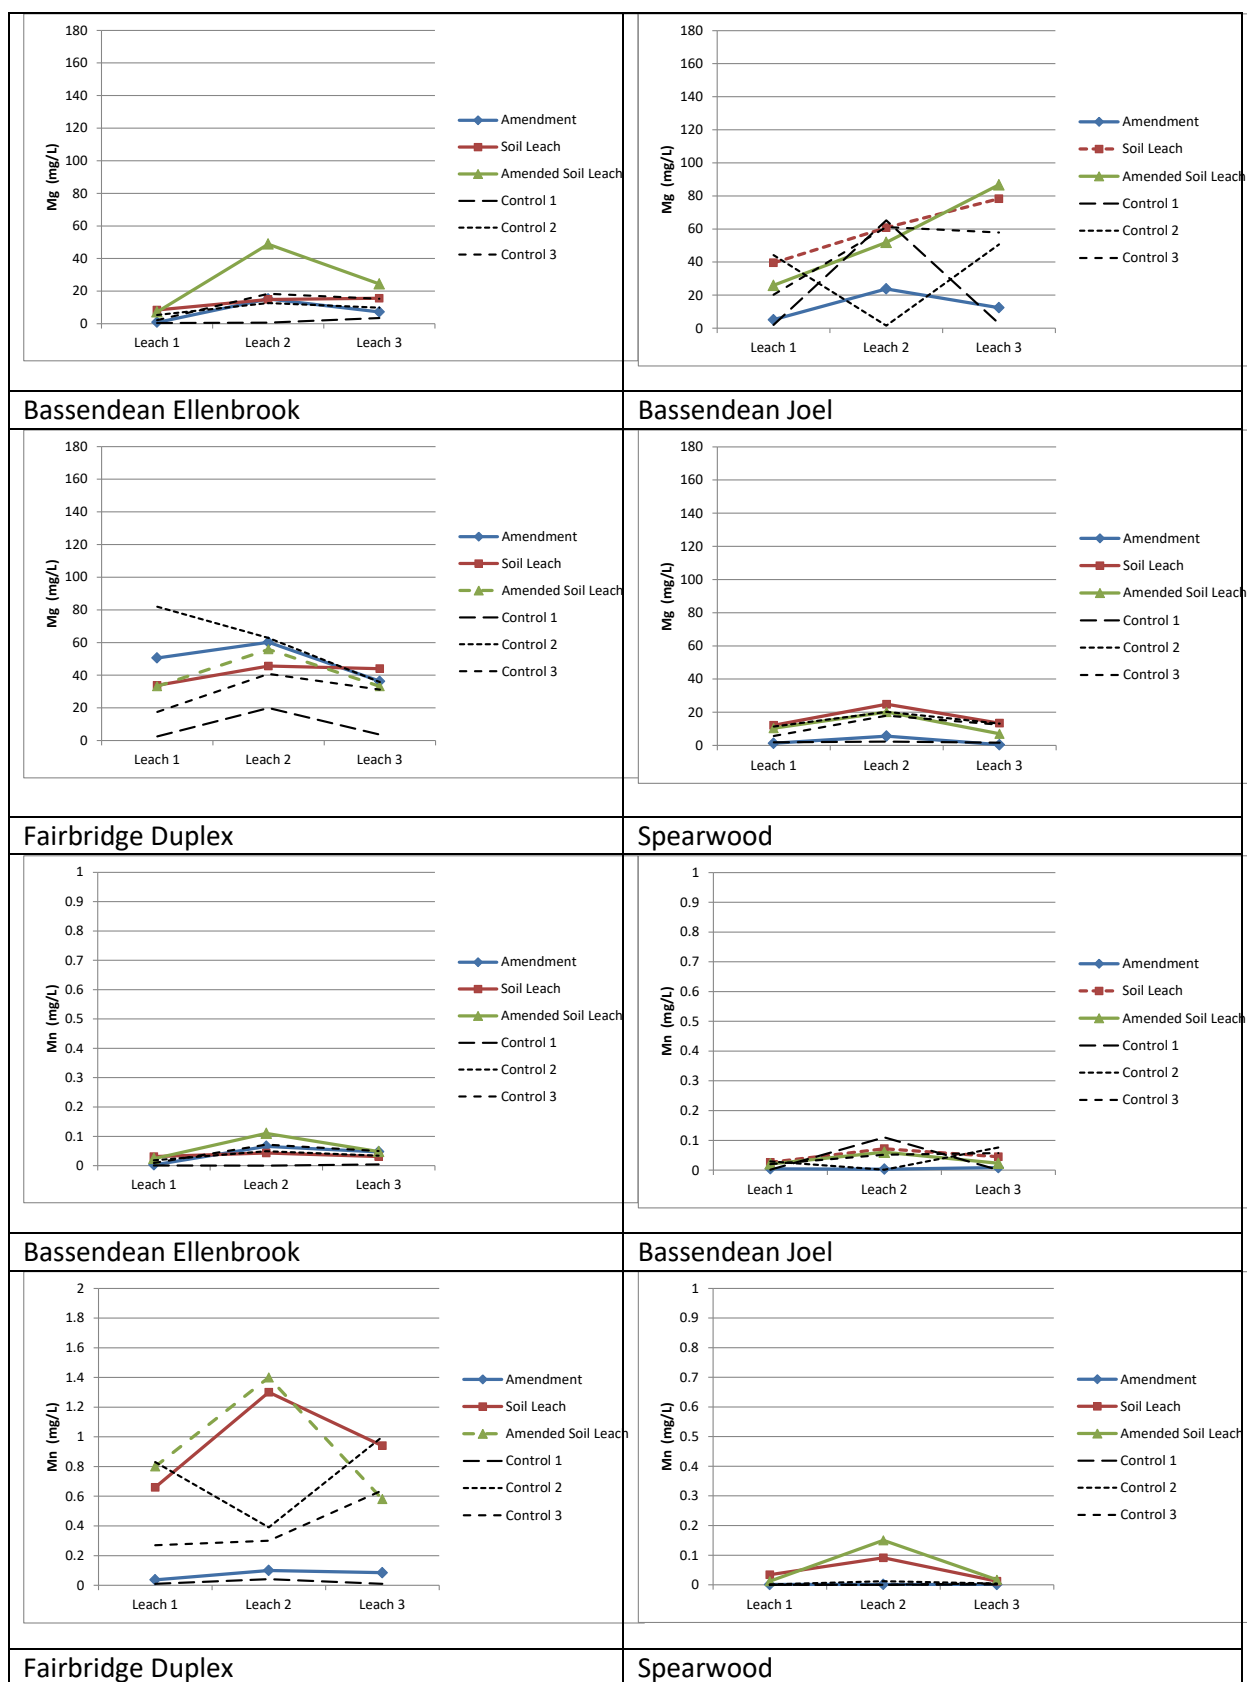 180
160
140
120
100
80
60
40
20
0
Mg (mg/L)
Leach 1 Leach 2 Leach 3
Amendment
Soil Leach
Amended Soil Leach
Control 1
Control 2
Control 3
180
160
140
120
100
80
60
40
20
0
Mg (mg/L)
Leach 1 Leach 2 Leach 3
Amendment
Soil Leach
Amended Soil Leach
Control 1
Control 2
Control 3
Bassendean Ellenbrook
Bassendean Joel
180
160
140
120
100
80
60
40
20
0
Mg (mg/L)
Leach 1 Leach 2 Leach 3
Amendment
Soil Leach
Amended Soil Leach
Control 1
Control 2
Control 3
180
160
140
120
100
80
60
40
20
0
Mg (mg/L)
Leach 1 Leach 2 Leach 3
Amendment
Soil Leach
Amended Soil Leach
Control 1
Control 2
Control 3
Fairbridge Duplex
Spearwood
1
0.9
0.8
0.7
0.6
0.5
0.4
0.3
0.2
0.1
0
Mn (mg/L)
Leach 1 Leach 2 Leach 3
Amendment
Soil Leach
Amended Soil Leach
Control 1
Control 2
Control 3
1
0.9
0.8
0.7
0.6
0.5
0.4
0.3
0.2
0.1
0
Mn (mg/L)
Leach 1 Leach 2 Leach 3
Amendment
Soil Leach
Amended Soil Leach
Control 1
Control 2
Control 3
Bassendean Ellenbrook
Bassendean Joel
2
1.8
1.6
1.4
1.2
1
0.8
0.6
0.4
0.2
0
Mn (mg/L)
Leach 1 Leach 2 Leach 3
Amendment
Soil Leach
Amended Soil Leach
Control 1
Control 2
Control 3
1
0.9
0.8
0.7
0.6
0.5
0.4
0.3
0.2
0.1
0
Mn (mg/L)
Leach 1 Leach 2 Leach 3
Amendment
Soil Leach
Amended Soil Leach
Control 1
Control 2
Control 3
Fairbridge Duplex
Spearwood